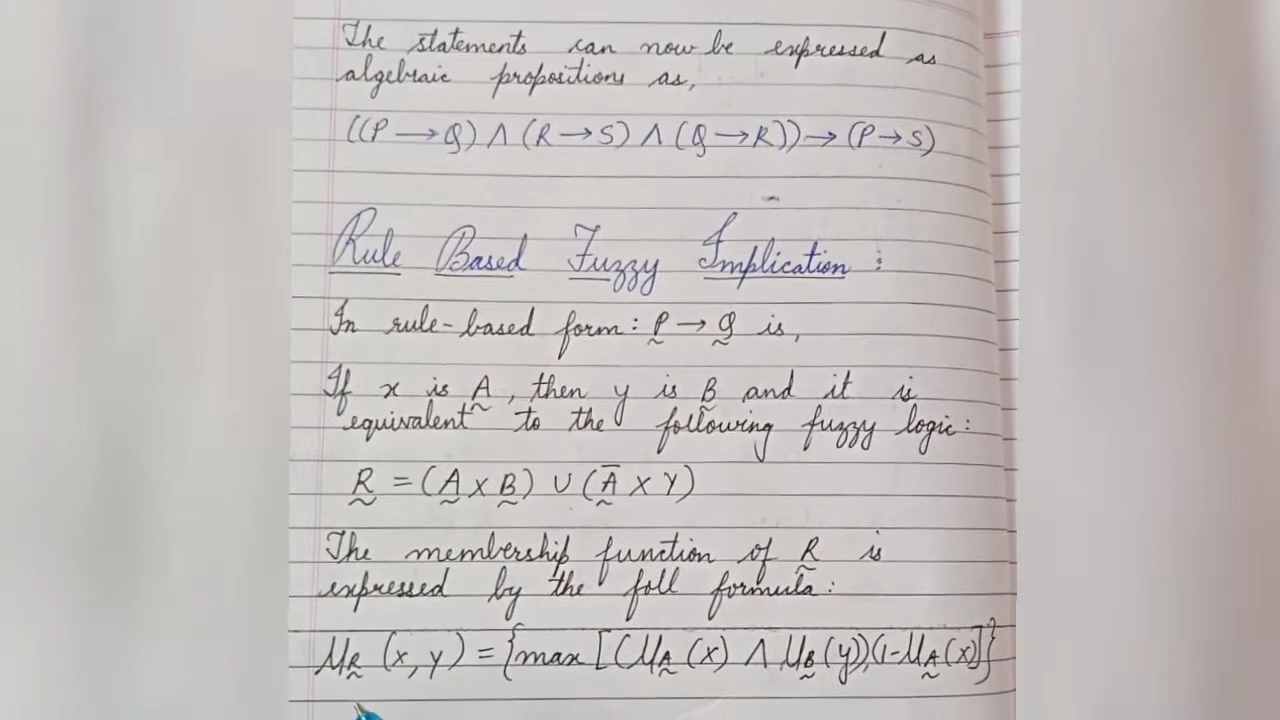 The statements can now be expressed as
algebraic propositions as,
((P → Q) ∧ (R → S) ∧ (Q → R)) → (P → S)
Rule Based Fuzzy Implication :
In rule-based form : P̰ → Q̰ is,
If x is A̰, then y is B̰ and it is
equivalent to the following fuzzy logic :
R̰ = (A̰ × B̰) ∪ (Ā̰ × Y)
The membership function of R̰ is
expressed by the foll formula :
μR̰ (x, y) = {max [(μA̰ (x) ∧ μB̰ (y)), (1-μA̰ (x)]}